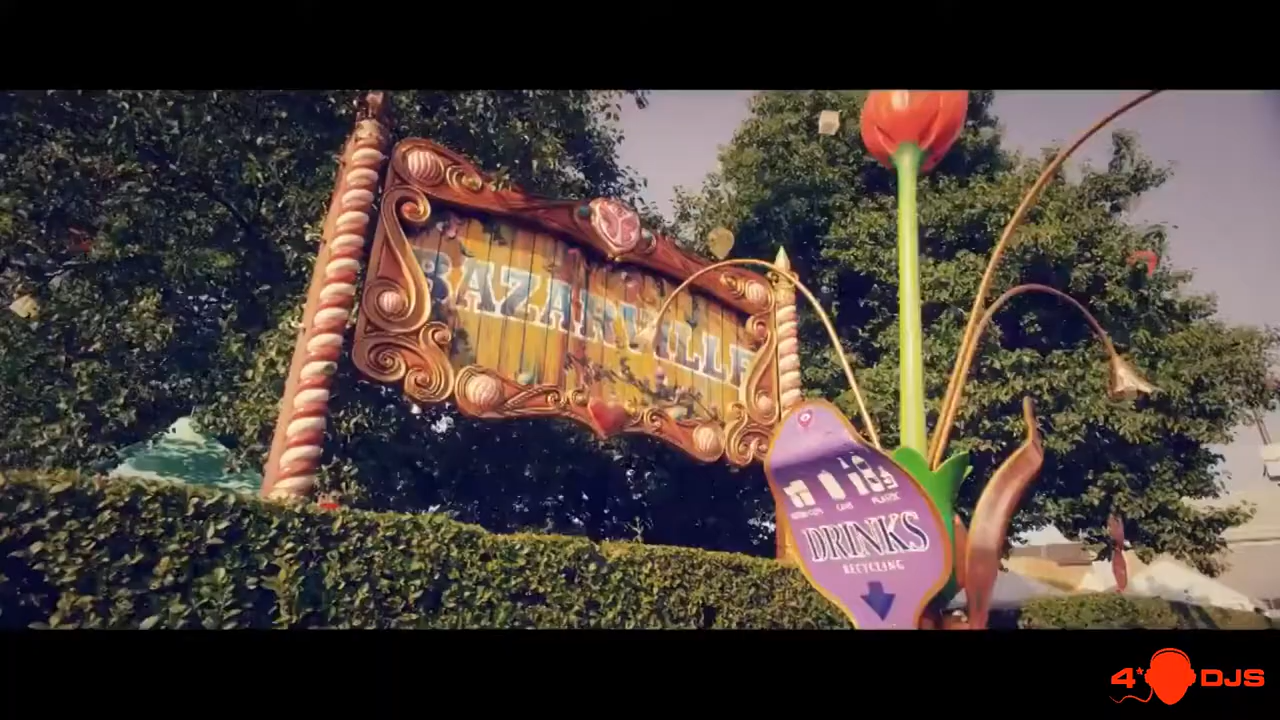 BAZARVILLE
CANS
PLASTIC
DRINKS
RECYCLING
4*DJS